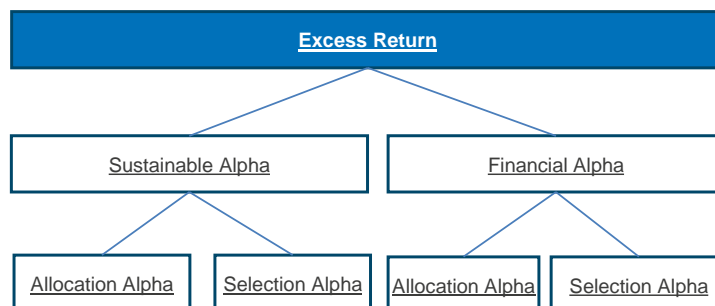 Excess Return
Sustainable Alpha
Financial Alpha
Allocation Alpha
Selection Alpha
Allocation Alpha
Selection Alpha